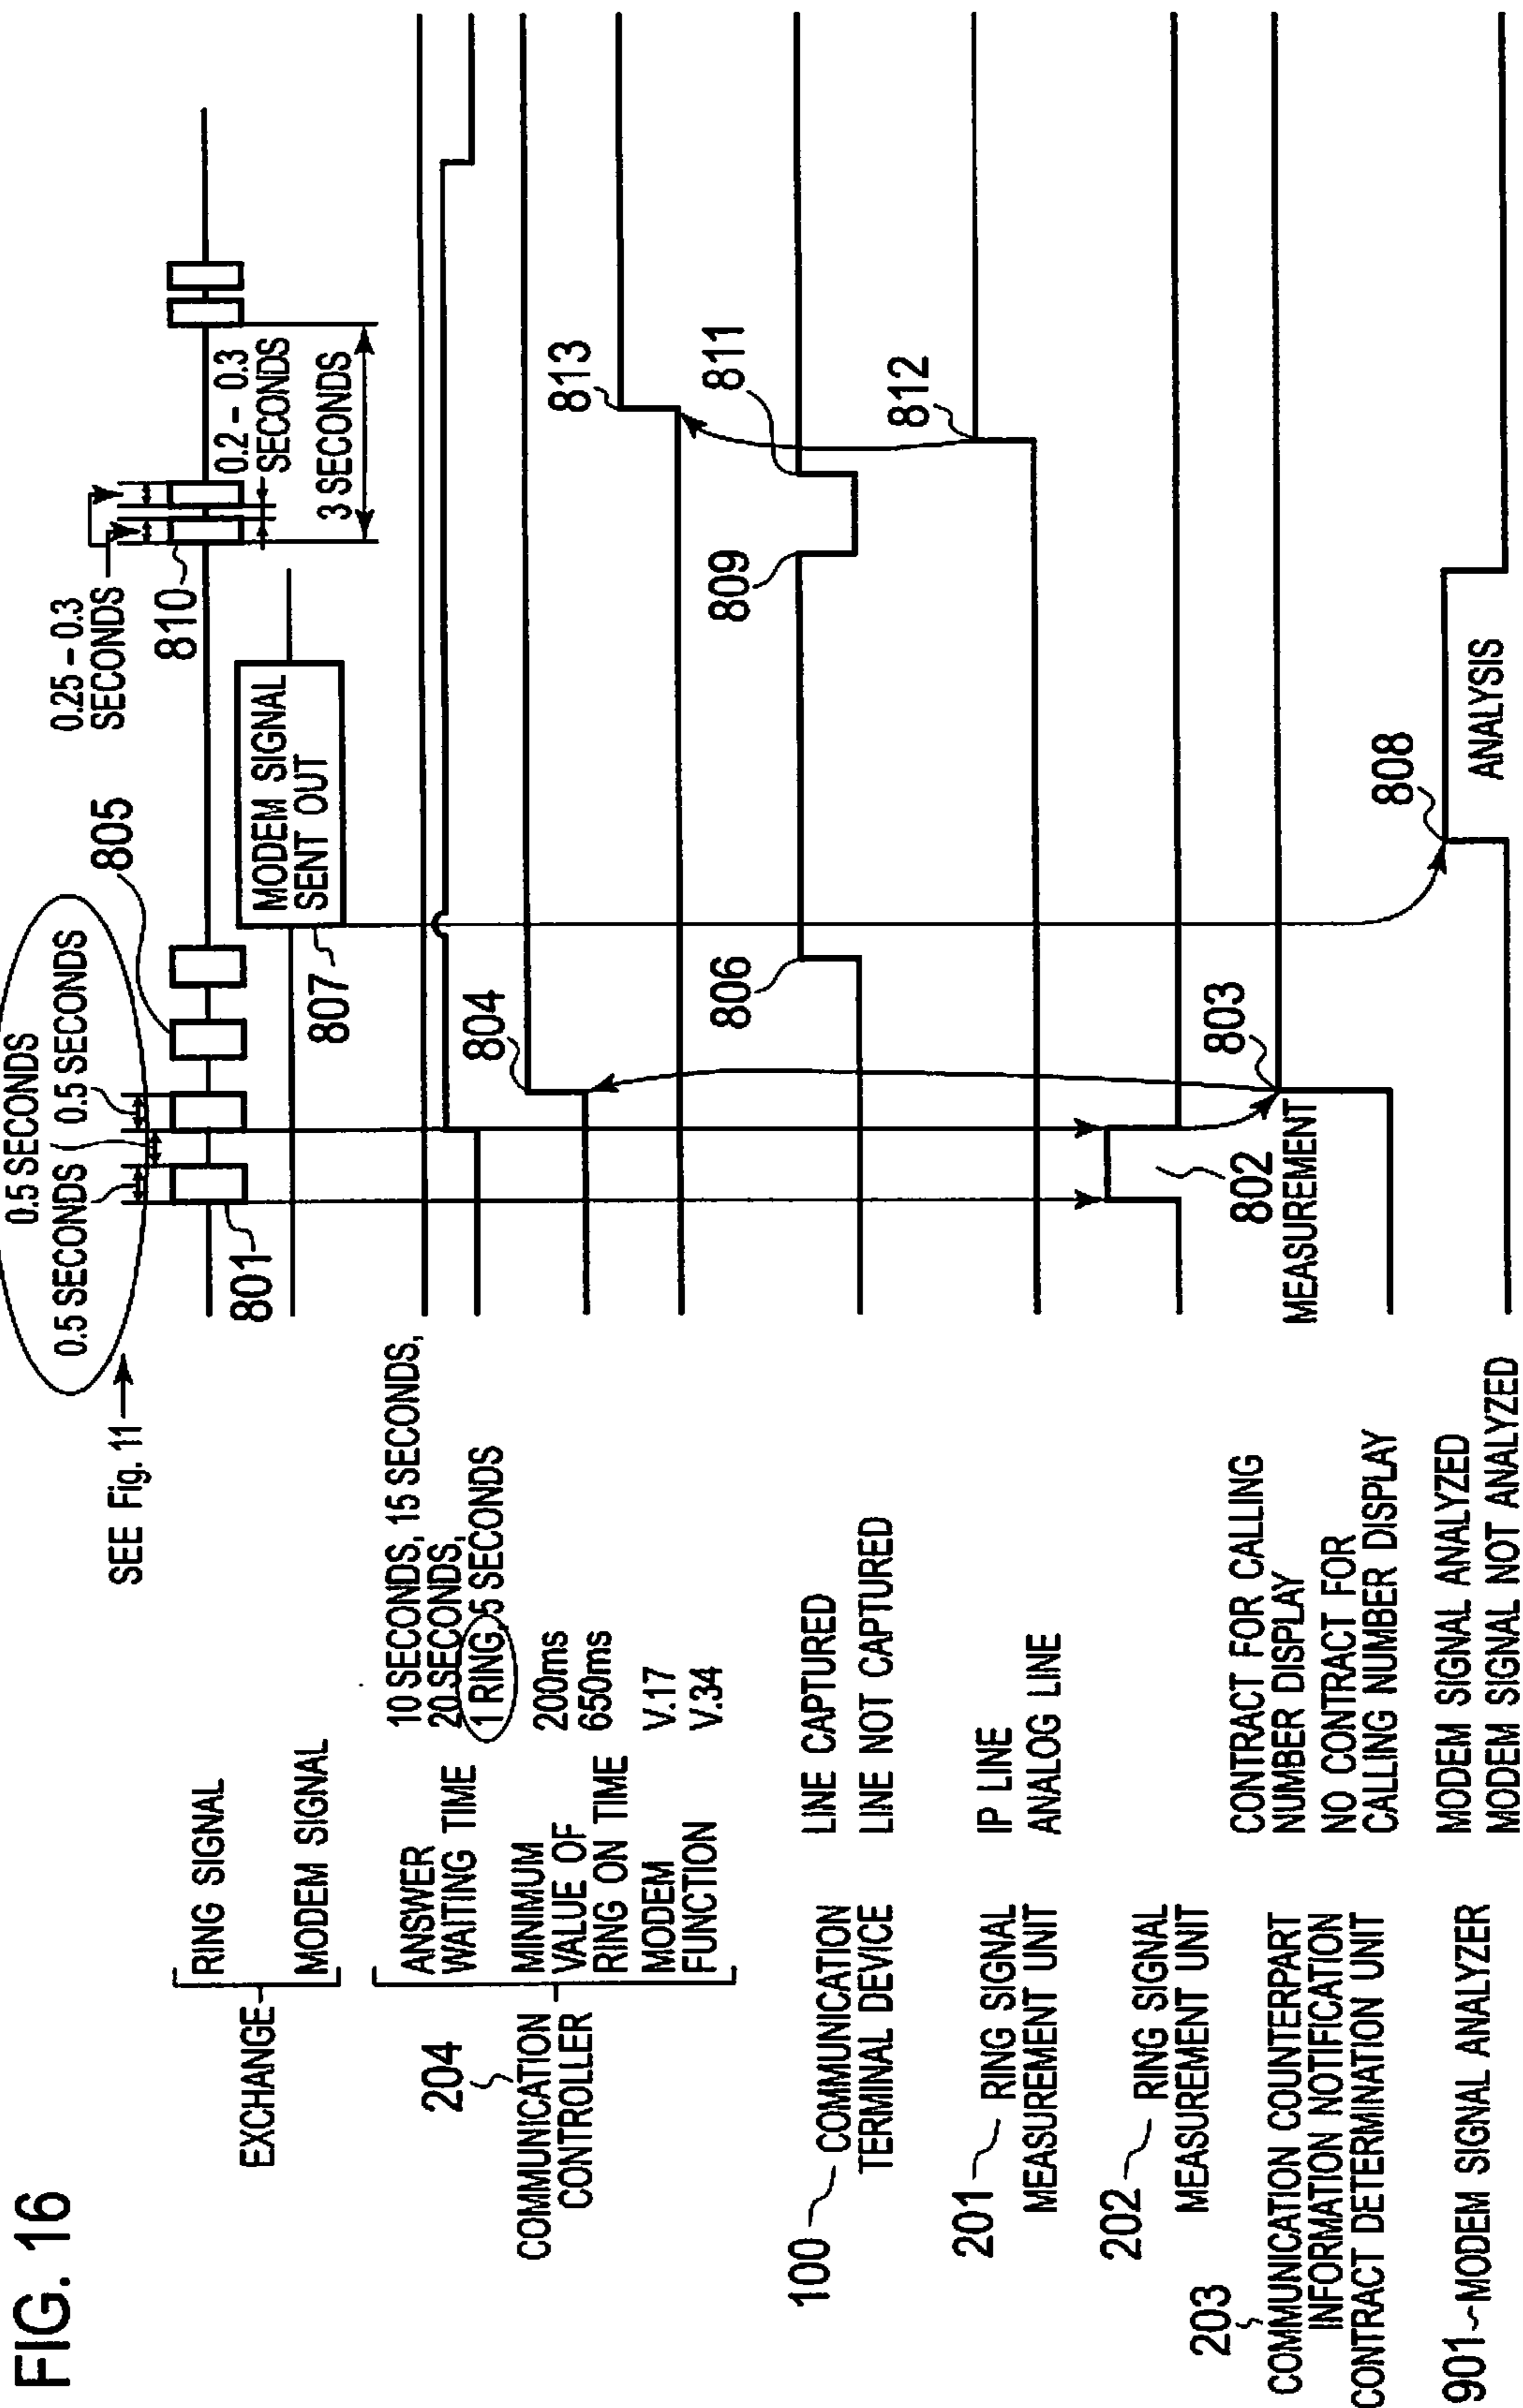 FIG. 16
SEE Fig. 11
0.5 SECONDS
0.5 SECONDS
0.5 SECONDS
805
0.25 – 0.3
SECONDS
810
0.2 – 0.3
SECONDS
3 SECONDS
EXCHANGE
RING SIGNAL
801
MODEM SIGNAL
807
MODEM SIGNAL
SENT OUT
204
COMMUNICATION
CONTROLLER
ANSWER
WAITING TIME
10 SECONDS, 15 SECONDS,
20 SECONDS,
1 RING, 5 SECONDS
MINIMUM
VALUE OF
RING ON TIME
200ms
650ms
804
MODEM
FUNCTION
V.17
V.34
813
100
COMMUNICATION
TERMINAL DEVICE
LINE CAPTURED
LINE NOT CAPTURED
806
809
811
201
RING SIGNAL
MEASUREMENT UNIT
IP LINE
ANALOG LINE
812
202
RING SIGNAL
MEASUREMENT UNIT
802
MEASUREMENT
203
COMMUNICATION COUNTERPART
INFORMATION NOTIFICATION
CONTRACT DETERMINATION UNIT
CONTRACT FOR CALLING
NUMBER DISPLAY
NO CONTRACT FOR
CALLING NUMBER DISPLAY
803
901
MODEM SIGNAL ANALYZER
MODEM SIGNAL ANALYZED
MODEM SIGNAL NOT ANALYZED
808
ANALYSIS